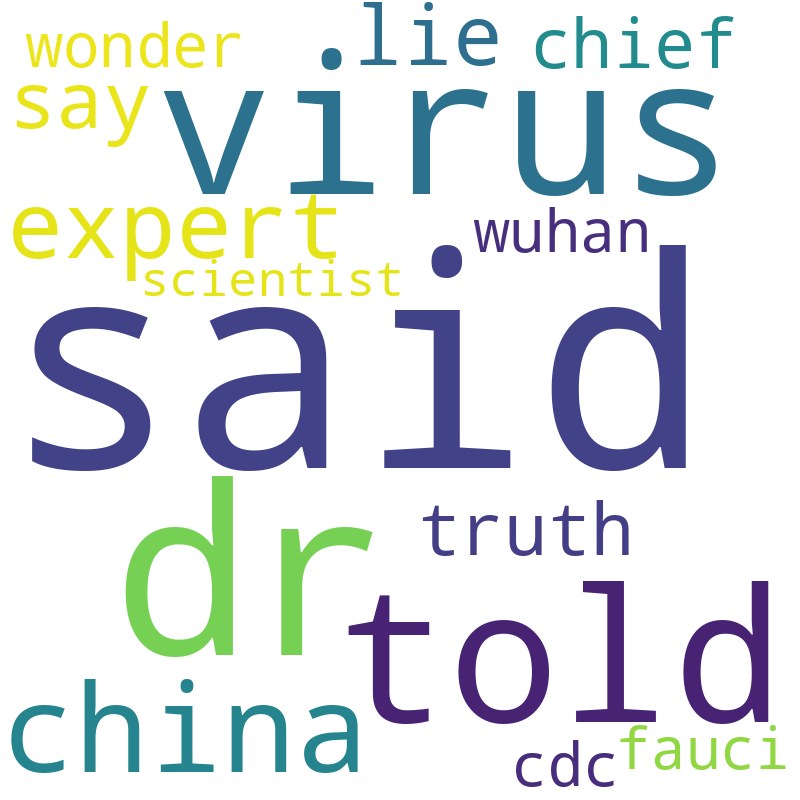 wonder
lie
chief
say
virus
expert
wuhan
scientist
said
dr
truth
told
china
cdc
fauci